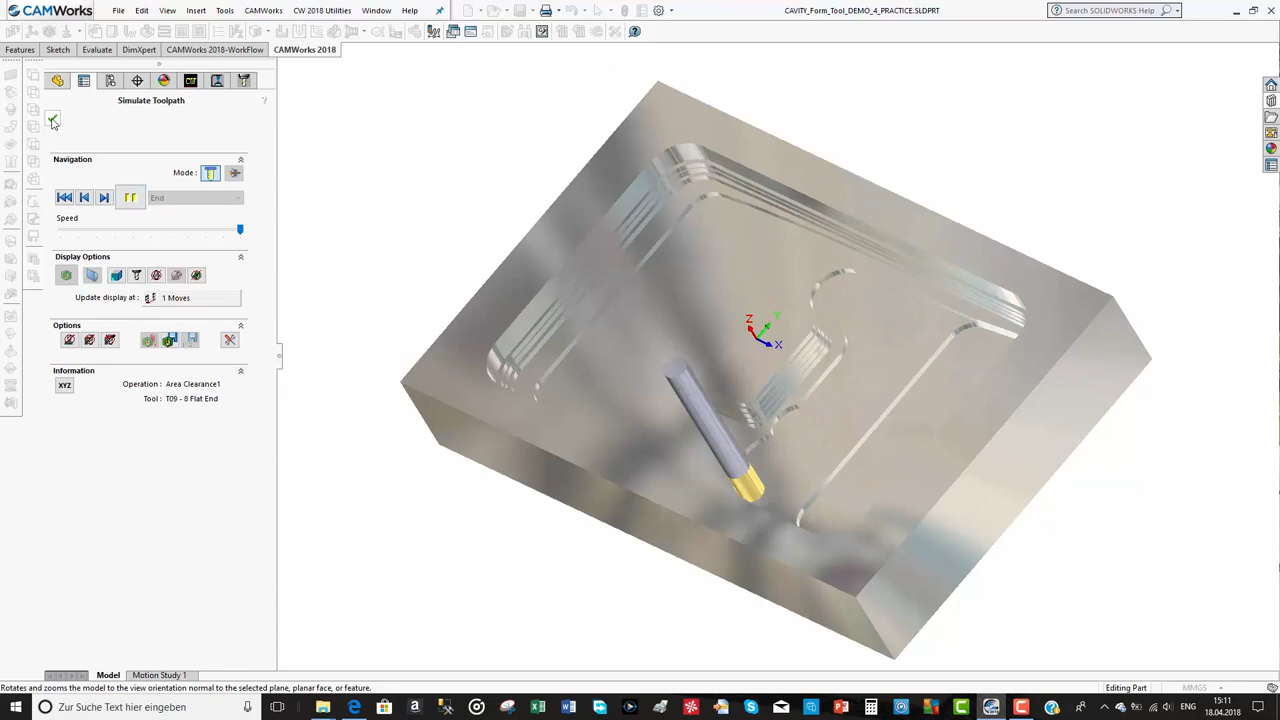 CAMWorks
File Edit View Insert Tools CAMWorks CW 2018 Utilities Window Help
CAVITY_Form_Tool_DEMO_4_PRACTICE.SLDPRT
Search SOLIDWORKS Help
Features Sketch Evaluate DimXpert CAMWorks 2018-WorkFlow CAMWorks 2018
Simulate Toolpath ?
Navigation
Mode :
End
Speed
Display Options
Update display at : 1 Moves
Options
Information
XYZ Operation : Area Clearance1
Tool : T09 - 8 Flat End
Z
Y
X
Model Motion Study 1
Rotates and zooms the model to the view orientation normal to the selected plane, planar face, or feature.
Editing Part MMGS
Zur Suche hier eingeben
ENG 15:11
18.04.2018